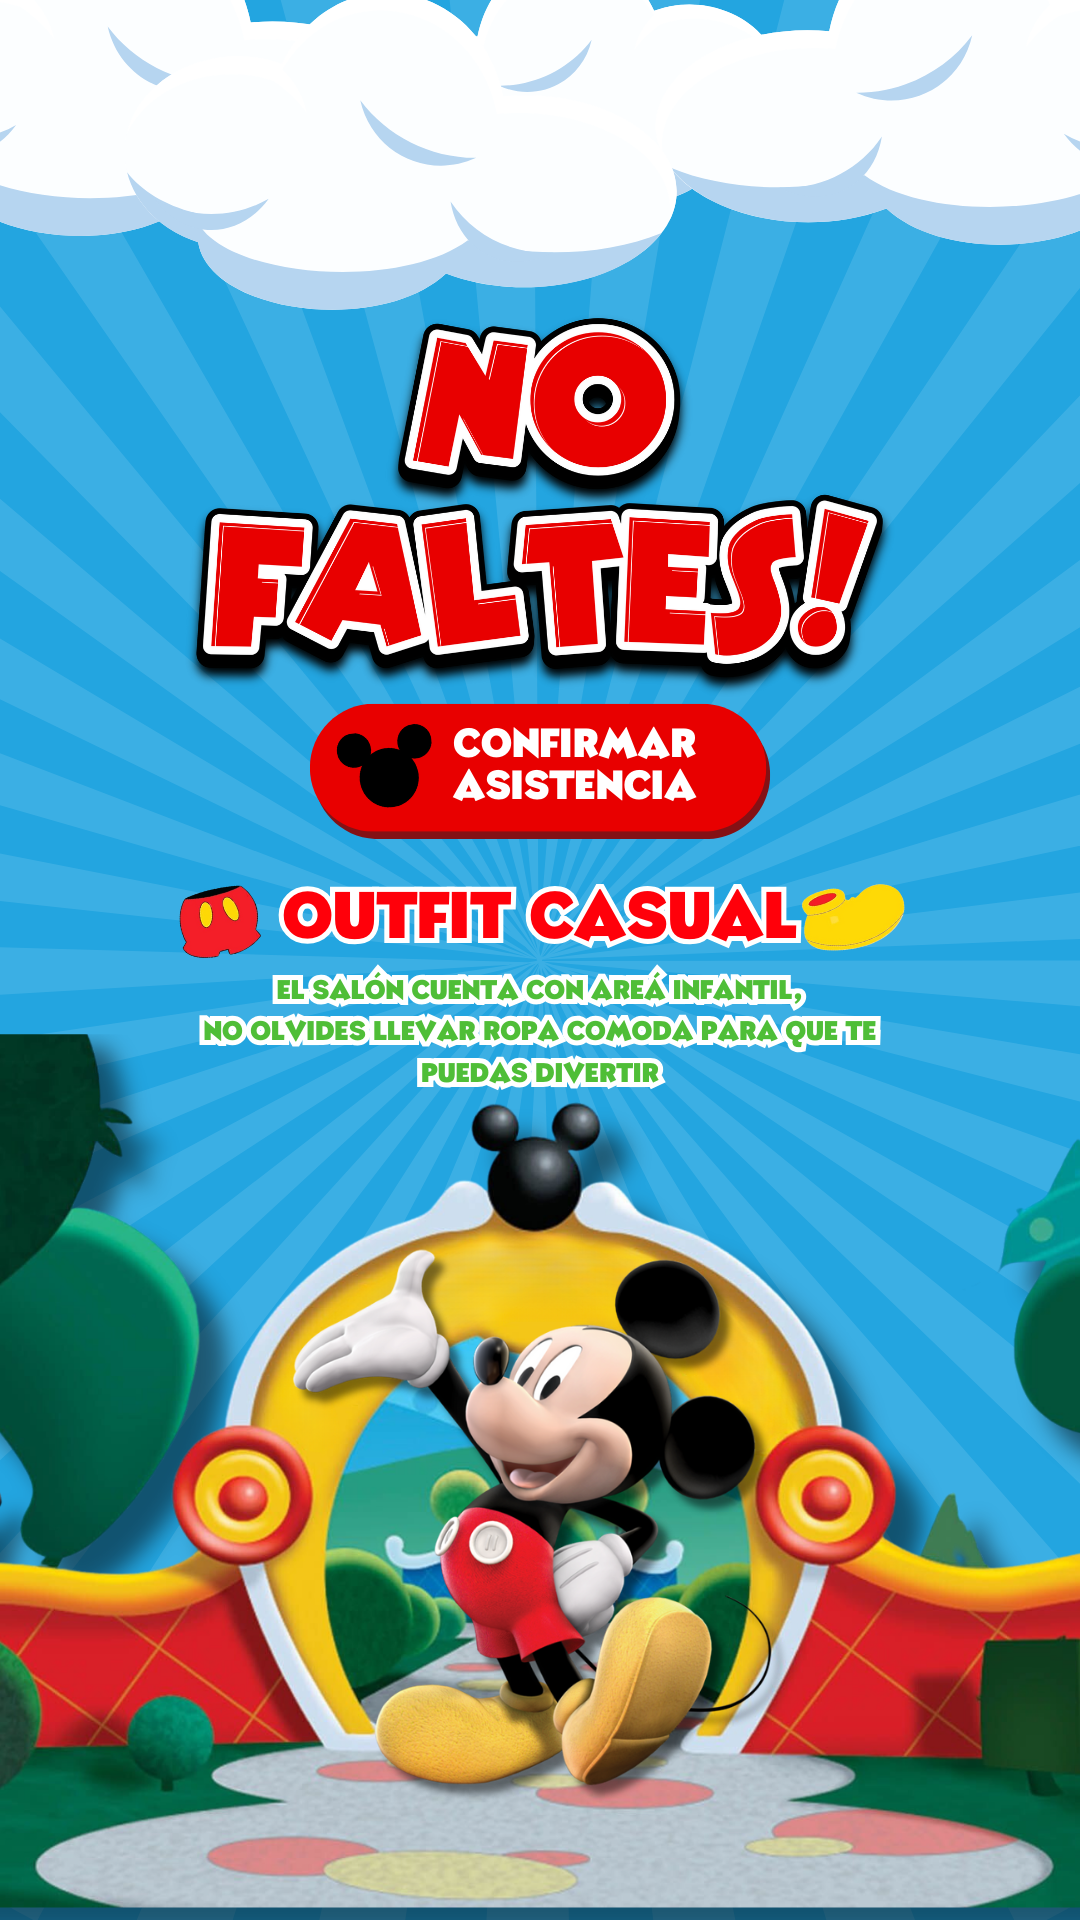 NO
FALTES!
CONFIRMAR
ASISTENCIA
OUTFIT CASUAL
EL SALÓN CUENTA CON AREÁ INFANTIL,
NO OLVIDES LLEVAR ROPA COMODA PARA QUE TE
PUEDAS DIVERTIR